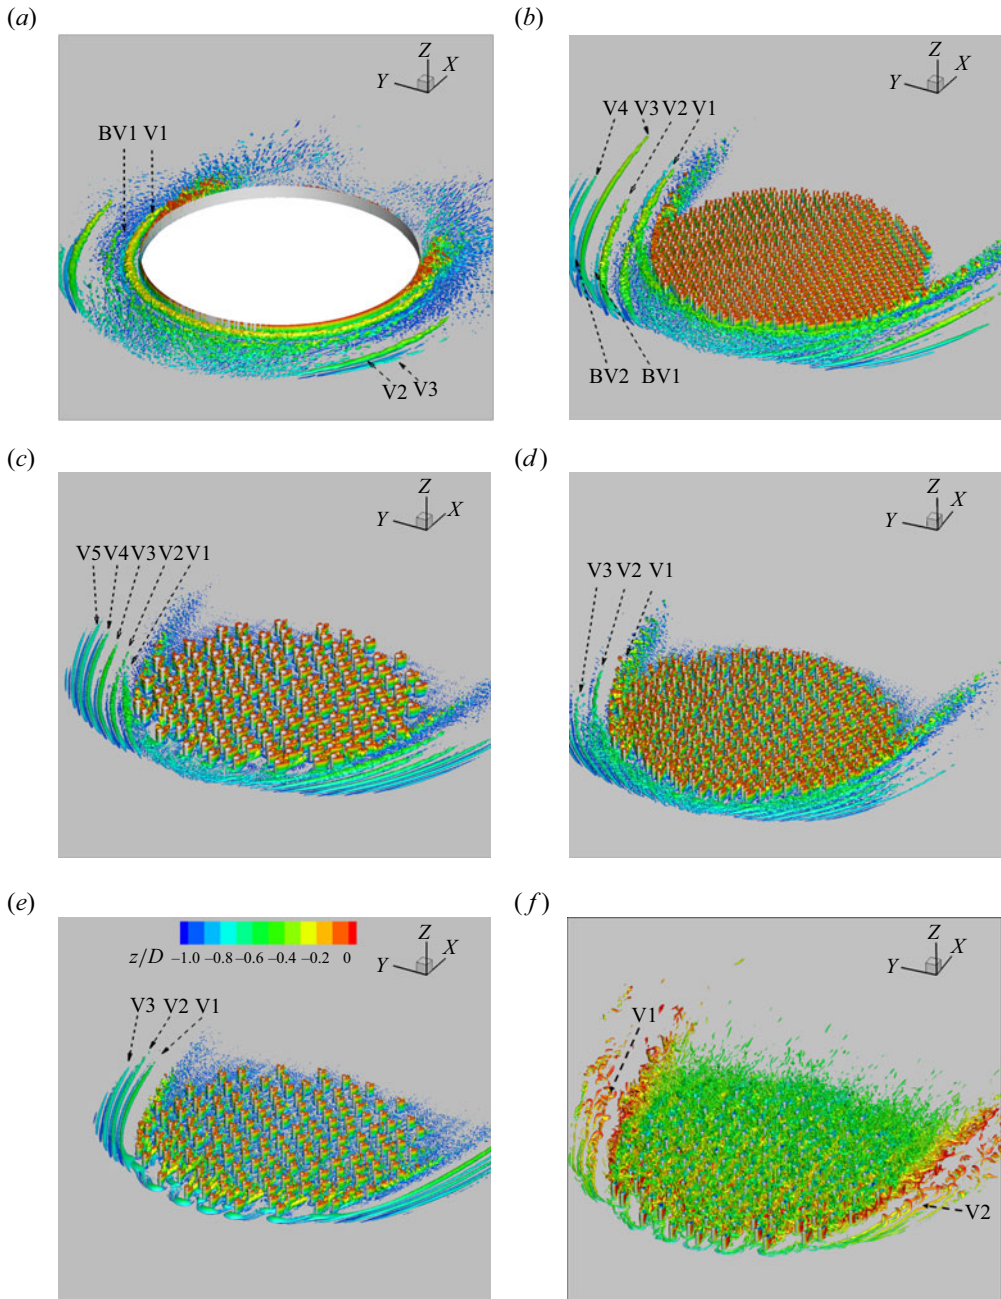 (a)
Z
X
Y
BV1 V1
V2 V3
(b)
Z
X
Y
V4 V3 V2 V1
BV2 BV1
(c)
Z
X
Y
V5 V4 V3 V2 V1
(d)
Z
X
Y
V3 V2 V1
(e)
z/D –1.0 –0.8 –0.6 –0.4 –0.2 0
Z
X
Y
V3 V2 V1
(f)
Z
X
Y
V1
V2